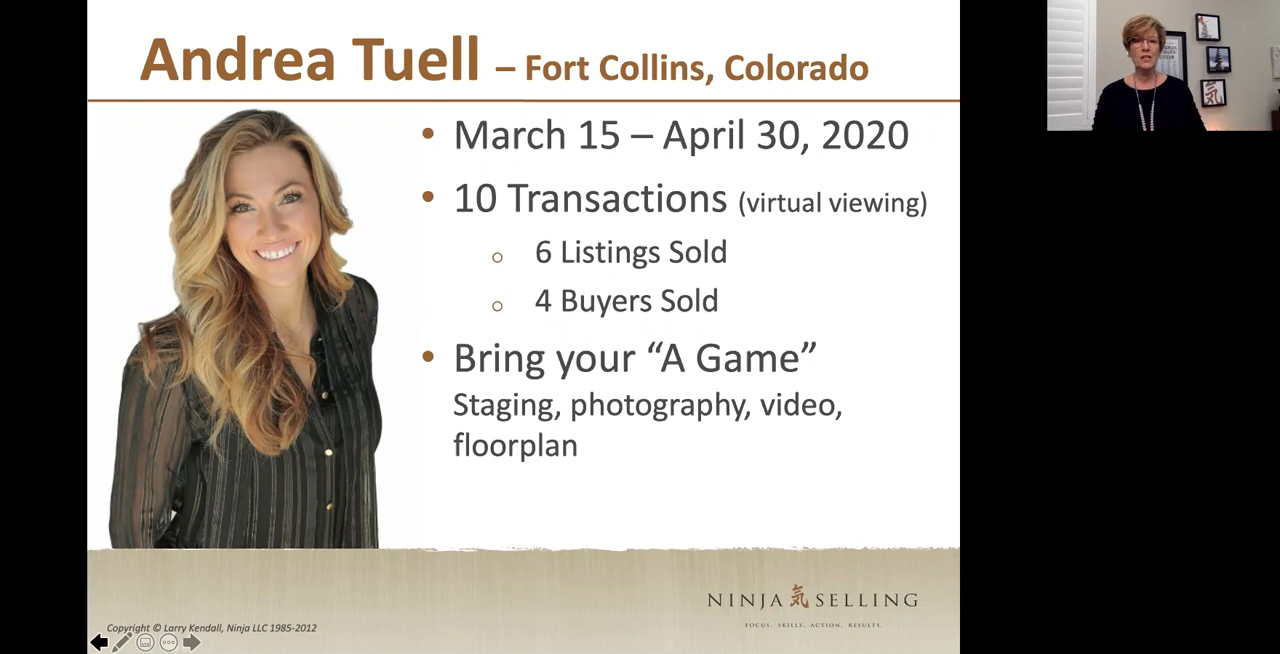 Andrea Tuell – Fort Collins, Colorado
• March 15 – April 30, 2020
• 10 Transactions (virtual viewing)
o 6 Listings Sold
o 4 Buyers Sold
• Bring your “A Game”
Staging, photography, video,
floorplan
NINJA 気 SELLING
FOCUS. SKILLS. ACTION. RESULTS.
Copyright © Larry Kendall, Ninja LLC 1985-2012